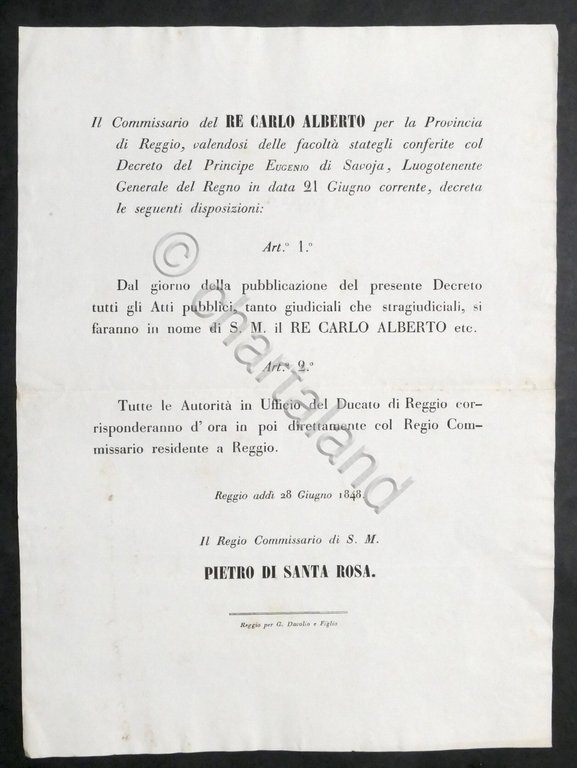 Il Commissario del RE CARLO ALBERTO per la Provincia
di Reggio, valendosi delle facoltà stategli conferite col
Decreto del Principe EUGENIO di Savoja, Luogotenente
Generale del Regno in data 21 Giugno corrente, decreta
le seguenti disposizioni:
Art.° 1.°
Dal giorno della pubblicazione del presente Decreto
tutti gli Atti pubblici, tanto giudiciali che stragiudiciali, si
faranno in nome di S. M. il RE CARLO ALBERTO etc.
Art.° 2.°
Tutte le Autorità in Ufficio del Ducato di Reggio cor-
risponderanno d' ora in poi direttamente col Regio Com-
missario residente a Reggio.
Reggio addì 28 Giugno 1848.
Il Regio Commissario di S. M.
PIETRO DI SANTA ROSA.
Reggio per G. Davolio e Figlio
© chartaland